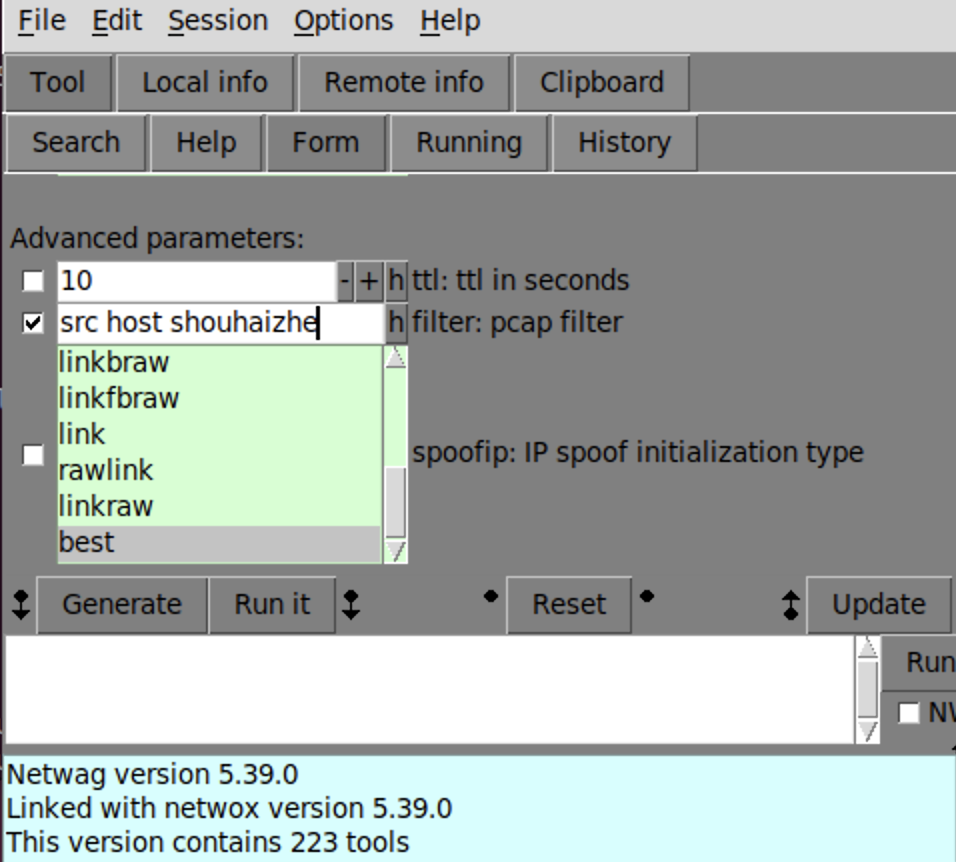 File Edit Session Options Help
Tool Local info Remote info Clipboard
Search Help Form Running History
Advanced parameters:
10 - + h ttl: ttl in seconds
src host shouhaizhe h filter: pcap filter
linkbraw
linkfbraw
link
spoofip: IP spoof initialization type
rawlink
linkraw
best
Generate Run it Reset Update
Run
Netwag version 5.39.0
Linked with netwox version 5.39.0
This version contains 223 tools